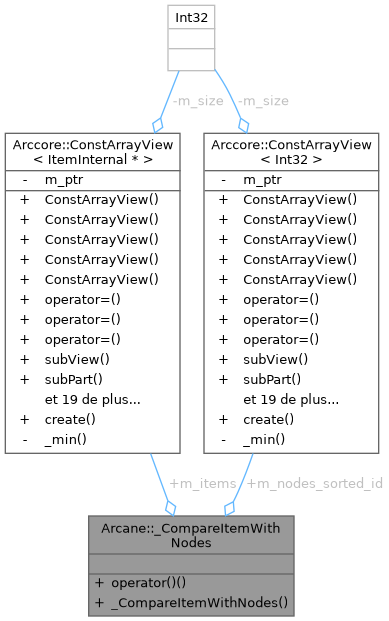 Int32
-m_size
-m_size
Arccore::ConstArrayView
< ItemInternal * >
- m_ptr
+ ConstArrayView()
+ ConstArrayView()
+ ConstArrayView()
+ ConstArrayView()
+ ConstArrayView()
+ operator=()
+ operator=()
+ operator=()
+ subView()
+ subPart()
et 19 de plus...
+ create()
- _min()
Arccore::ConstArrayView
< Int32 >
- m_ptr
+ ConstArrayView()
+ ConstArrayView()
+ ConstArrayView()
+ ConstArrayView()
+ ConstArrayView()
+ operator=()
+ operator=()
+ operator=()
+ subView()
+ subPart()
et 19 de plus...
+ create()
- _min()
+m_items
+m_nodes_sorted_id
Arcane::_CompareItemWith
Nodes
+ operator()()
+ _CompareItemWithNodes()